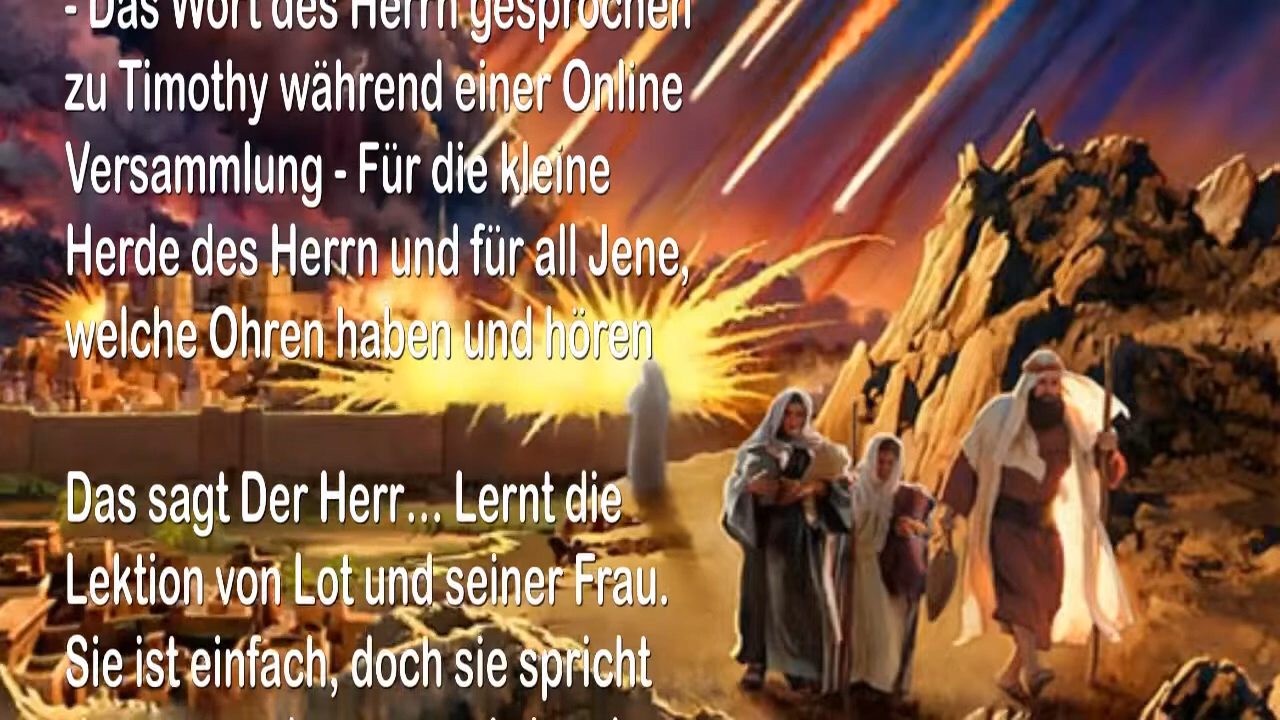 - Das Wort des Herrn gesprochen
zu Timothy während einer Online
Versammlung - Für die kleine
Herde des Herrn und für all Jene,
welche Ohren haben und hören
Das sagt Der Herr... Lernt die
Lektion von Lot und seiner Frau.
Sie ist einfach, doch sie spricht